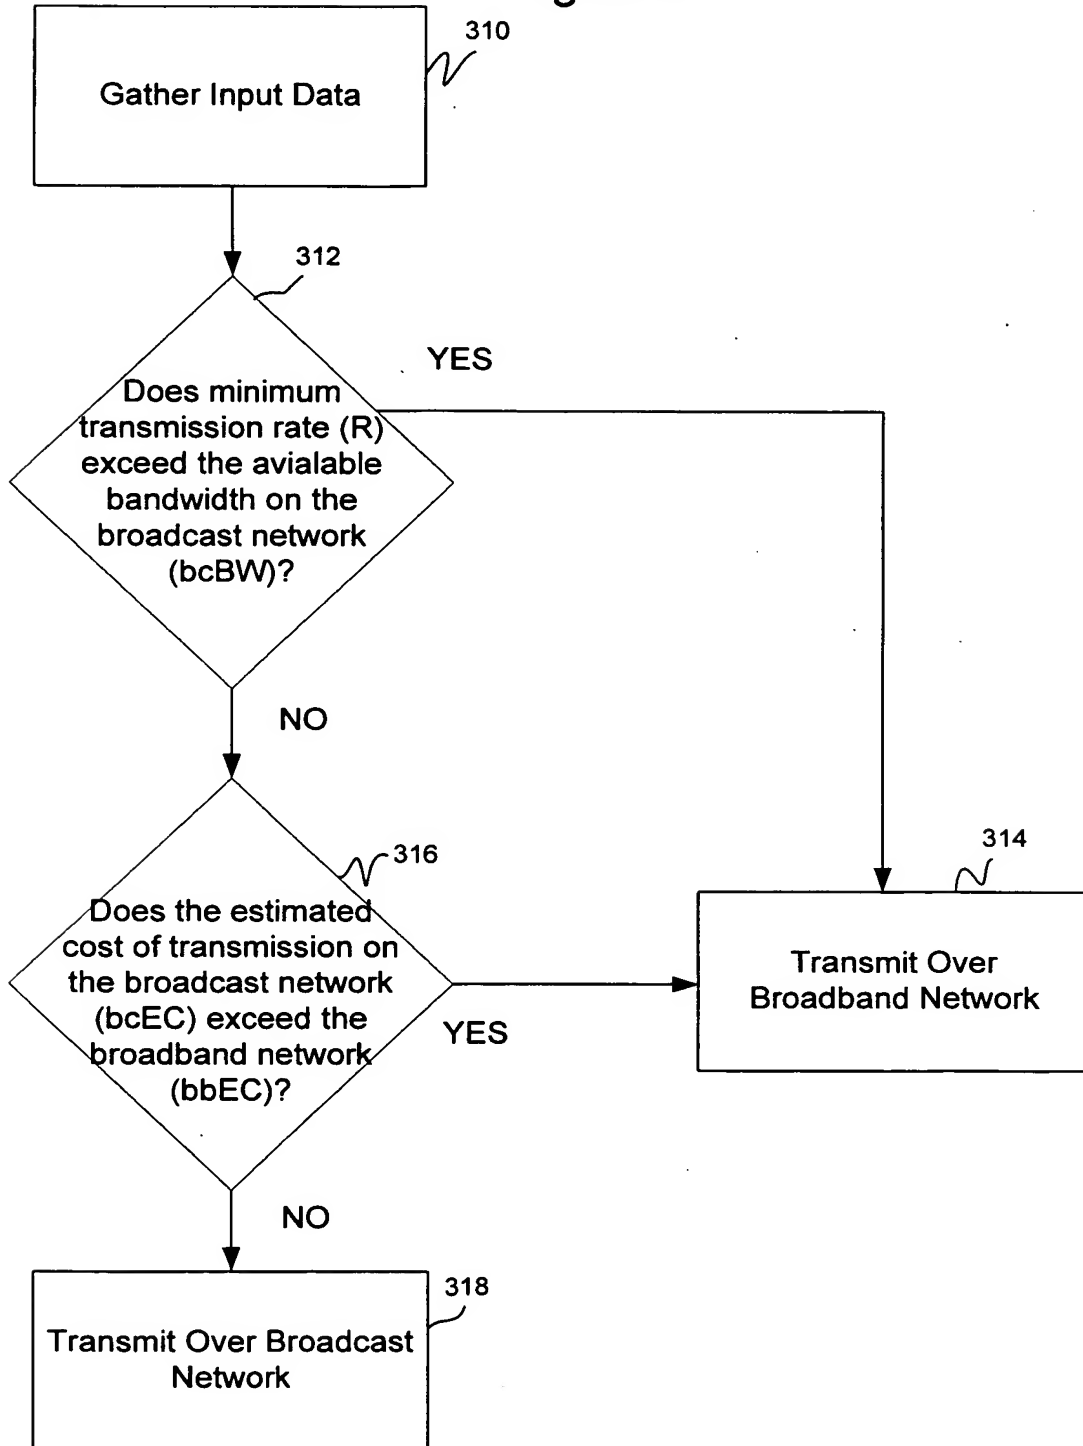 310
Gather Input Data
312
YES
Does minimum
transmission rate (R)
exceed the avialable
bandwidth on the
broadcast network
(bcBW)?
NO
316
314
Does the estimated
cost of transmission on
the broadcast network
(bcEC) exceed the
broadband network
(bbEC)?
YES
Transmit Over
Broadband Network
NO
318
Transmit Over Broadcast
Network